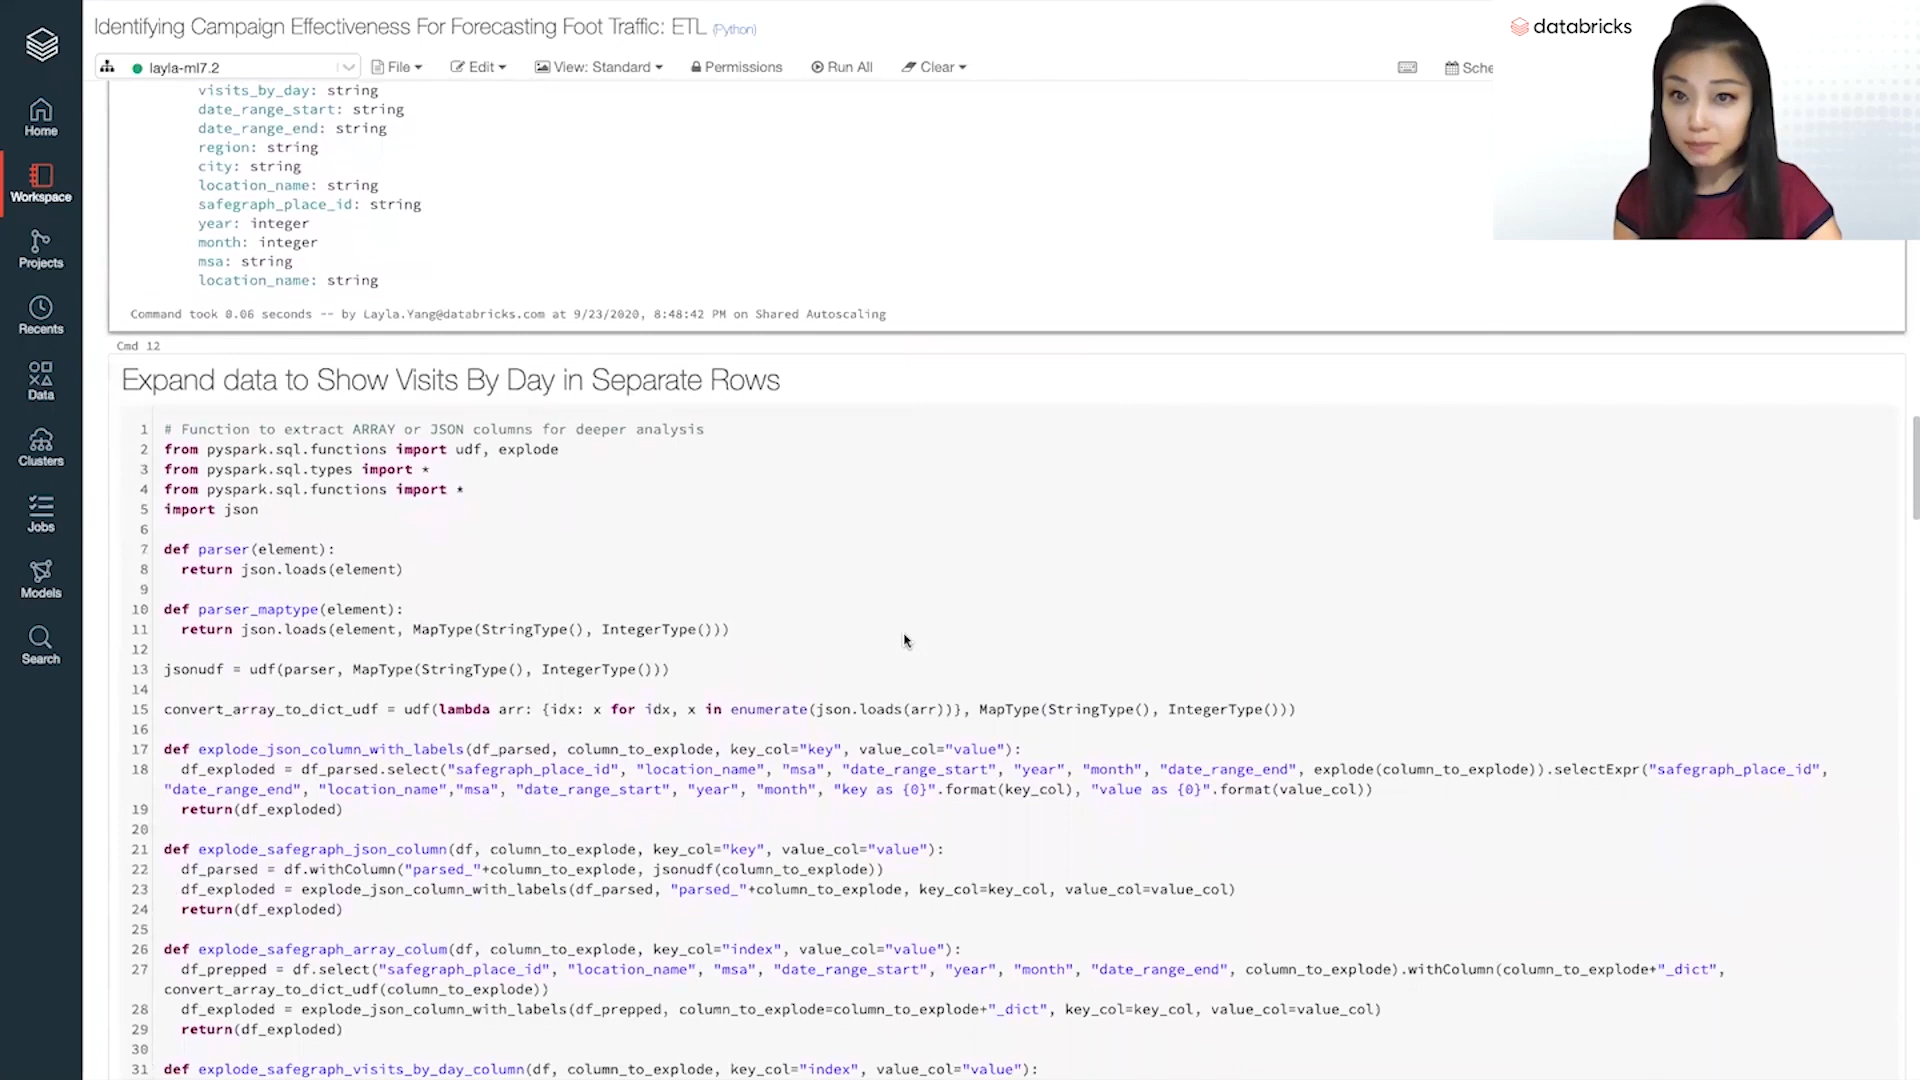 Identifying Campaign Effectiveness For Forecasting Foot Traffic: ETL (Python)
databricks
layla-ml7.2
File
Edit
View: Standard
Permissions
Run All
Clear
Sche
Home
Workspace
Projects
Recents
Data
Clusters
Jobs
Models
Search
visits_by_day: string
date_range_start: string
date_range_end: string
region: string
city: string
location_name: string
safegraph_place_id: string
year: integer
month: integer
msa: string
location_name: string
Command took 0.06 seconds -- by Layla.Yang@databricks.com at 9/23/2020, 8:48:42 PM on Shared Autoscaling
Cmd 12
Expand data to Show Visits By Day in Separate Rows
1 # Function to extract ARRAY or JSON columns for deeper analysis
2 from pyspark.sql.functions import udf, explode
3 from pyspark.sql.types import *
4 from pyspark.sql.functions import *
5 import json
6
7 def parser(element):
8   return json.loads(element)
9
10 def parser_maptype(element):
11   return json.loads(element, MapType(StringType(), IntegerType()))
12
13 jsonudf = udf(parser, MapType(StringType(), IntegerType()))
14
15 convert_array_to_dict_udf = udf(lambda arr: {idx: x for idx, x in enumerate(json.loads(arr))}, MapType(StringType(), IntegerType()))
16
17 def explode_json_column_with_labels(df_parsed, column_to_explode, key_col="key", value_col="value"):
18   df_exploded = df_parsed.select("safegraph_place_id", "location_name", "msa", "date_range_start", "year", "month", "date_range_end", explode(column_to_explode)).selectExpr("safegraph_place_id",
"date_range_end", "location_name","msa", "date_range_start", "year", "month", "key as {0}".format(key_col), "value as {0}".format(value_col))
19   return(df_exploded)
20
21 def explode_safegraph_json_column(df, column_to_explode, key_col="key", value_col="value"):
22   df_parsed = df.withColumn("parsed_"+column_to_explode, jsonudf(column_to_explode))
23   df_exploded = explode_json_column_with_labels(df_parsed, "parsed_"+column_to_explode, key_col=key_col, value_col=value_col)
24   return(df_exploded)
25
26 def explode_safegraph_array_colum(df, column_to_explode, key_col="index", value_col="value"):
27   df_prepped = df.select("safegraph_place_id", "location_name", "msa", "date_range_start", "year", "month", "date_range_end", column_to_explode).withColumn(column_to_explode+"_dict",
convert_array_to_dict_udf(column_to_explode))
28   df_exploded = explode_json_column_with_labels(df_prepped, column_to_explode=column_to_explode+"_dict", key_col=key_col, value_col=value_col)
29   return(df_exploded)
30
31 def explode_safegraph_visits_by_day_column(df, column_to_explode, key_col="index", value_col="value"):